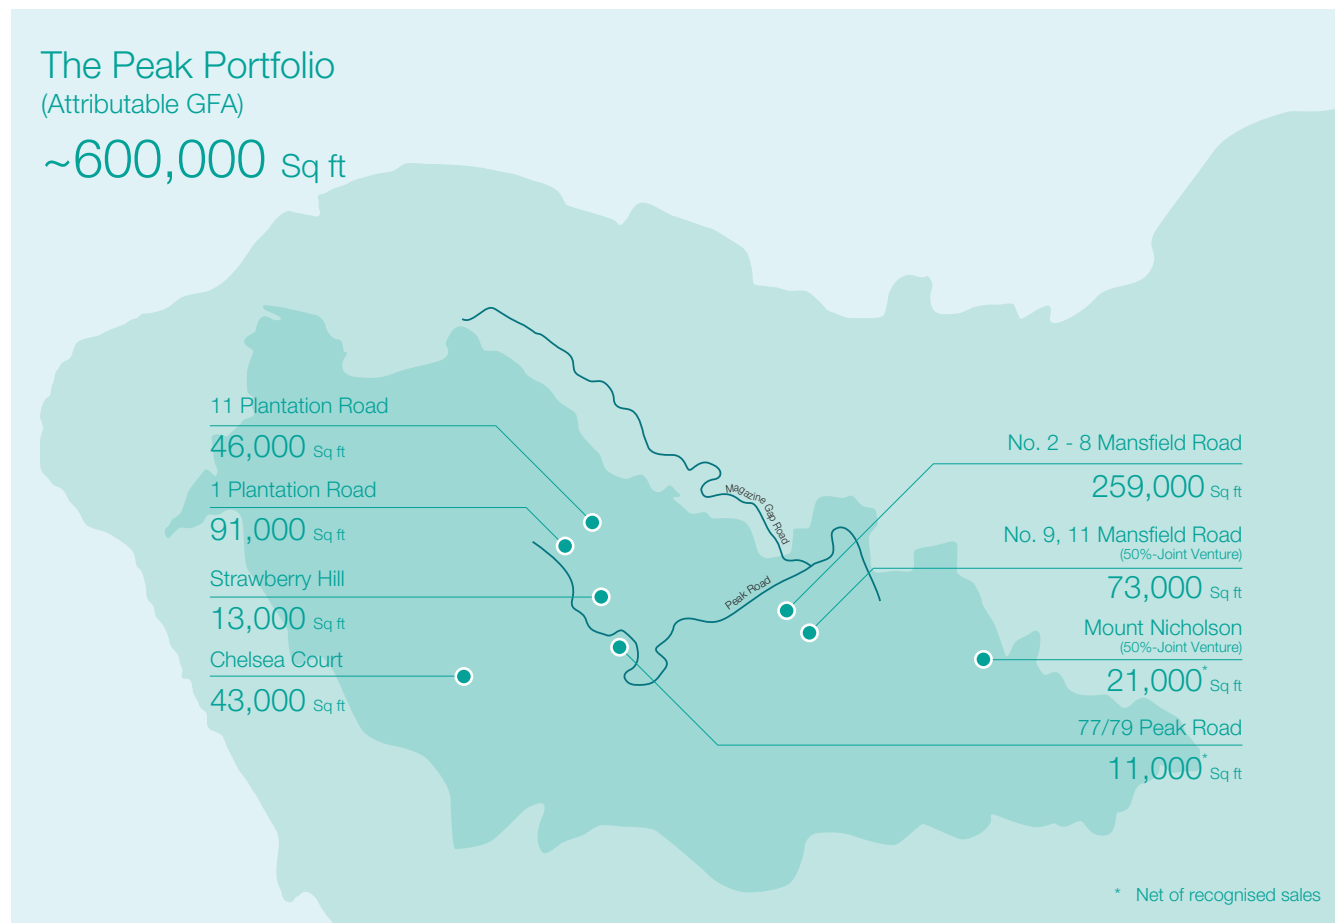 The Peak Portfolio
(Attributable GFA)
~600,000 Sq ft
11 Plantation Road
46,000 Sq ft
1 Plantation Road
91,000 Sq ft
Strawberry Hill
13,000 Sq ft
Chelsea Court
43,000 Sq ft
Magazine Gap Road
Peak Road
No. 2 - 8 Mansfield Road
259,000 Sq ft
No. 9, 11 Mansfield Road
(50%-Joint Venture)
73,000 Sq ft
Mount Nicholson
(50%-Joint Venture)
21,000* Sq ft
77/79 Peak Road
11,000* Sq ft
* Net of recognised sales